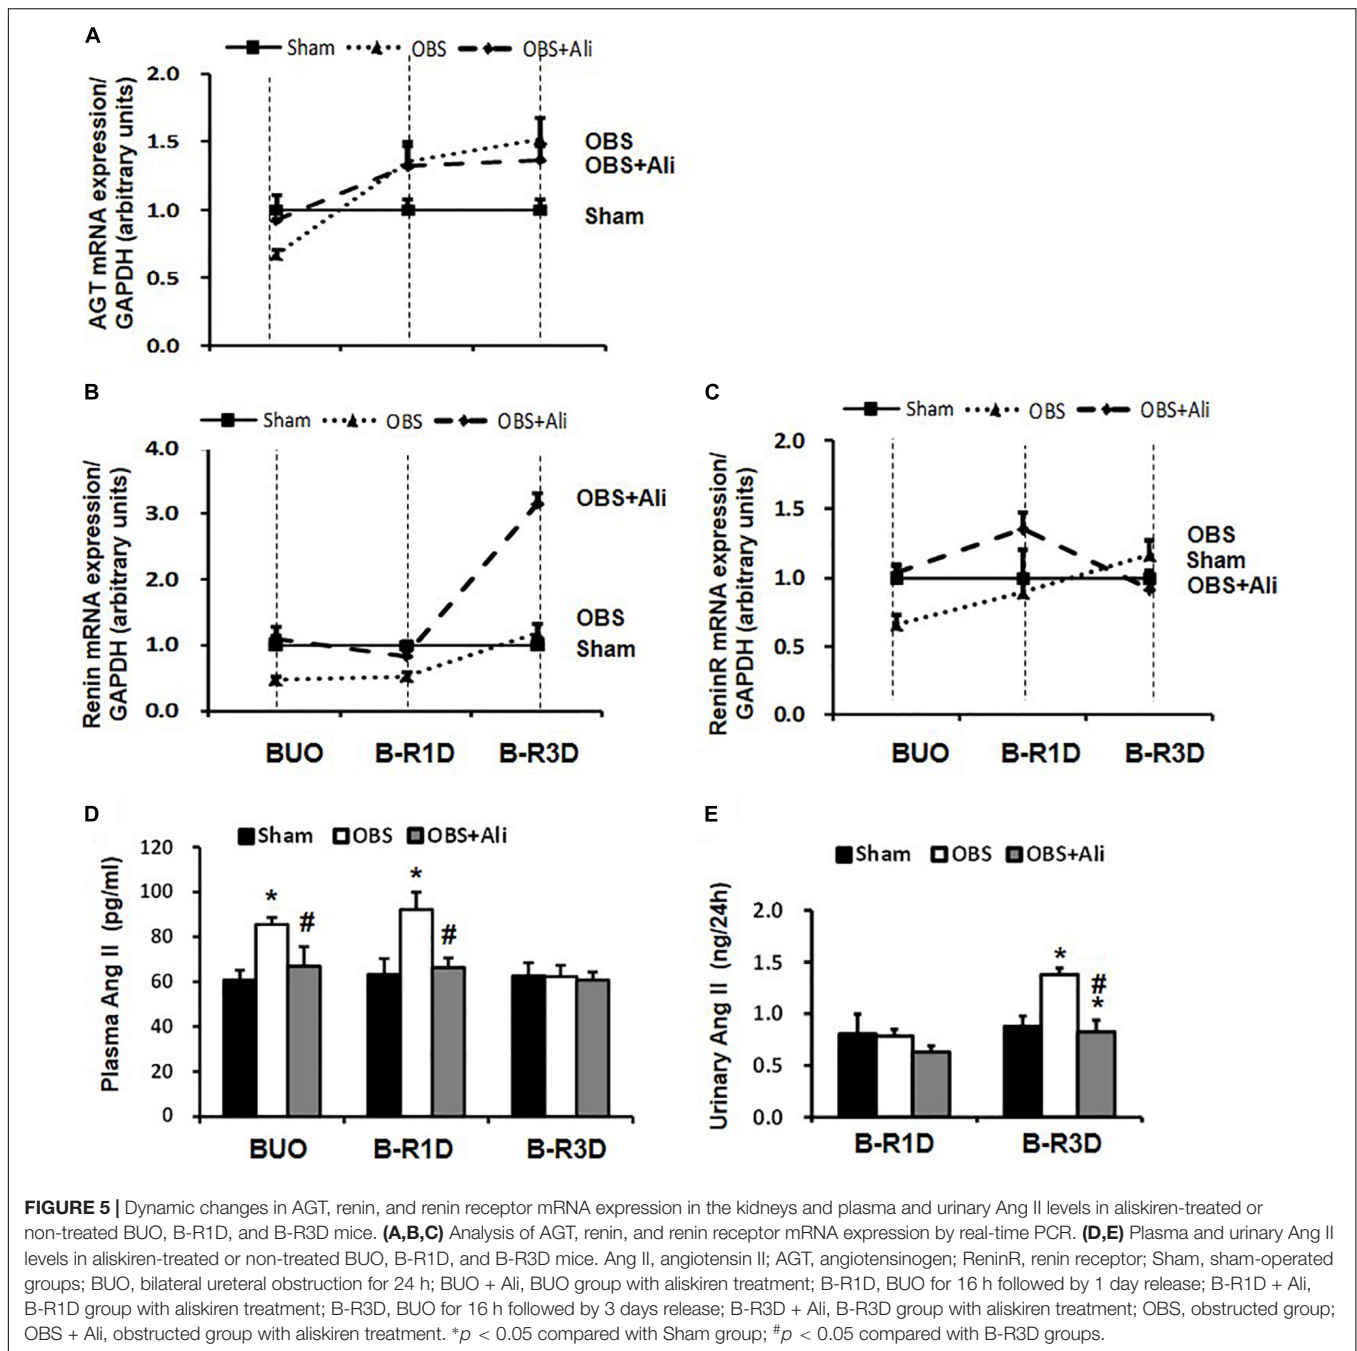 A
Sham OBS OBS+Ali
AGT mRNA expression/
GAPDH (arbitrary units)
2.0
1.5
1.0
0.5
0.0
OBS
OBS+Ali
Sham
B
Sham OBS OBS+Ali
Renin mRNA expression/
GAPDH (arbitrary units)
4.0
3.0
2.0
1.0
0.0
OBS+Ali
OBS
Sham
BUO B-R1D B-R3D
C
Sham OBS OBS+Ali
ReninR mRNA expression/
GAPDH (arbitrary units)
2.0
1.5
1.0
0.5
0.0
OBS
Sham
OBS+Ali
BUO B-R1D B-R3D
D
Sham OBS OBS+Ali
Plasma Ang II (pg/ml)
120
100
80
60
40
20
0
* #
* #
BUO B-R1D B-R3D
E
Sham OBS OBS+Ali
Urinary Ang II (ng/24h)
2.0
1.5
1.0
0.5
0.0
*
#
*
B-R1D B-R3D
FIGURE 5 | Dynamic changes in AGT, renin, and renin receptor mRNA expression in the kidneys and plasma and urinary Ang II levels in aliskiren-treated or
non-treated BUO, B-R1D, and B-R3D mice. (A,B,C) Analysis of AGT, renin, and renin receptor mRNA expression by real-time PCR. (D,E) Plasma and urinary Ang II
levels in aliskiren-treated or non-treated BUO, B-R1D, and B-R3D mice. Ang II, angiotensin II; AGT, angiotensinogen; ReninR, renin receptor; Sham, sham-operated
groups; BUO, bilateral ureteral obstruction for 24 h; BUO + Ali, BUO group with aliskiren treatment; B-R1D, BUO for 16 h followed by 1 day release; B-R1D + Ali,
B-R1D group with aliskiren treatment; B-R3D, BUO for 16 h followed by 3 days release; B-R3D + Ali, B-R3D group with aliskiren treatment; OBS, obstructed group;
OBS + Ali, obstructed group with aliskiren treatment. *p < 0.05 compared with Sham group; #p < 0.05 compared with B-R3D groups.